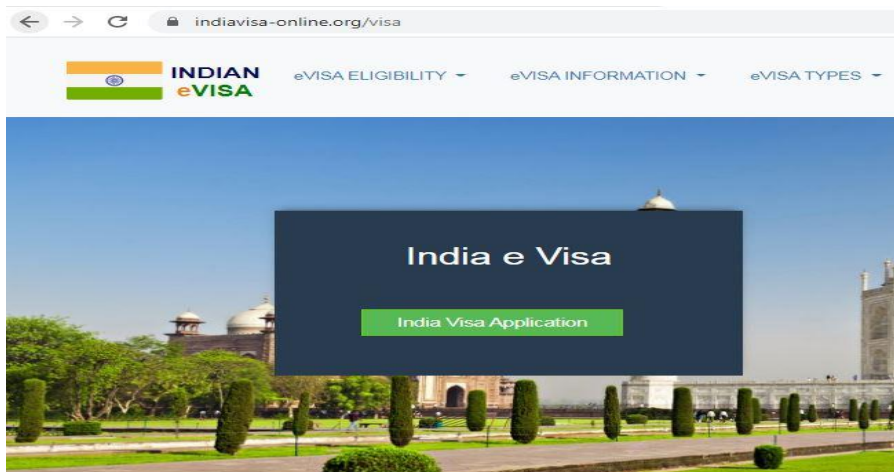 indiavisa-online.org/visa
INDIAN
eVISA
eVISA ELIGIBILITY
eVISA INFORMATION
eVISA TYPES
India e Visa
India Visa Application